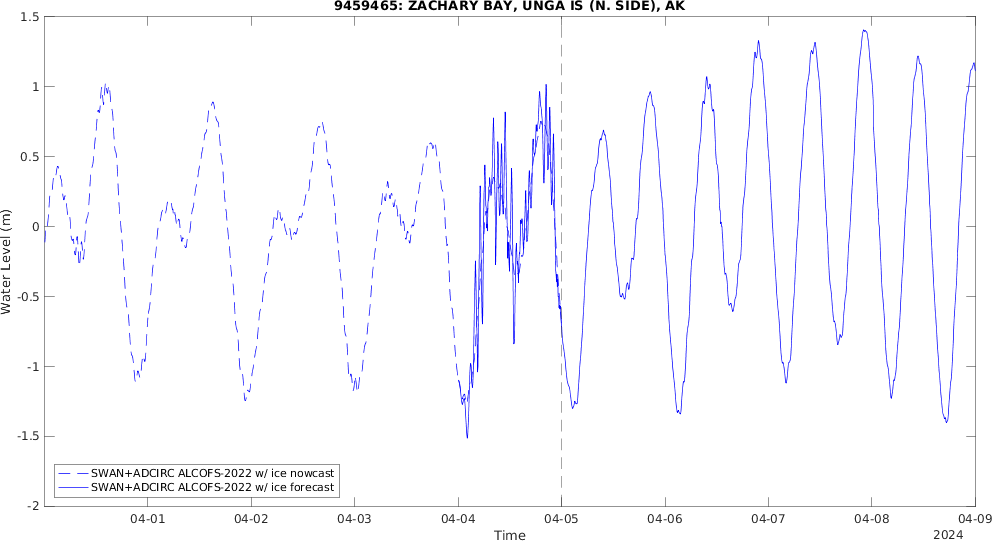 9459465: ZACHARY BAY, UNGA IS (N. SIDE), AK
1.5
1
0.5
0
-0.5
-1
-1.5
-2
Water Level (m)
SWAN+ADCIRC ALCOFS-2022 w/ ice nowcast
SWAN+ADCIRC ALCOFS-2022 w/ ice forecast
04-01 04-02 04-03 04-04 04-05 04-06 04-07 04-08 04-09
Time
2024